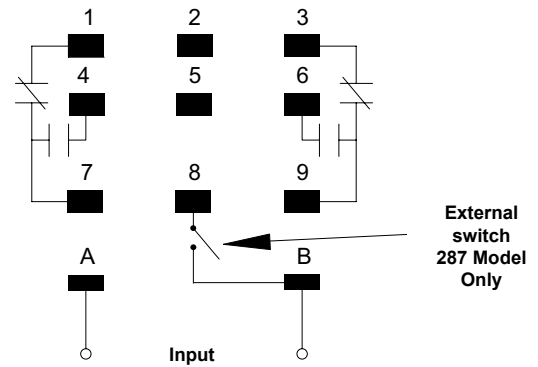 1 2 3
4 5 6
7 8 9
External
switch
287 Model
Only
A B
Input